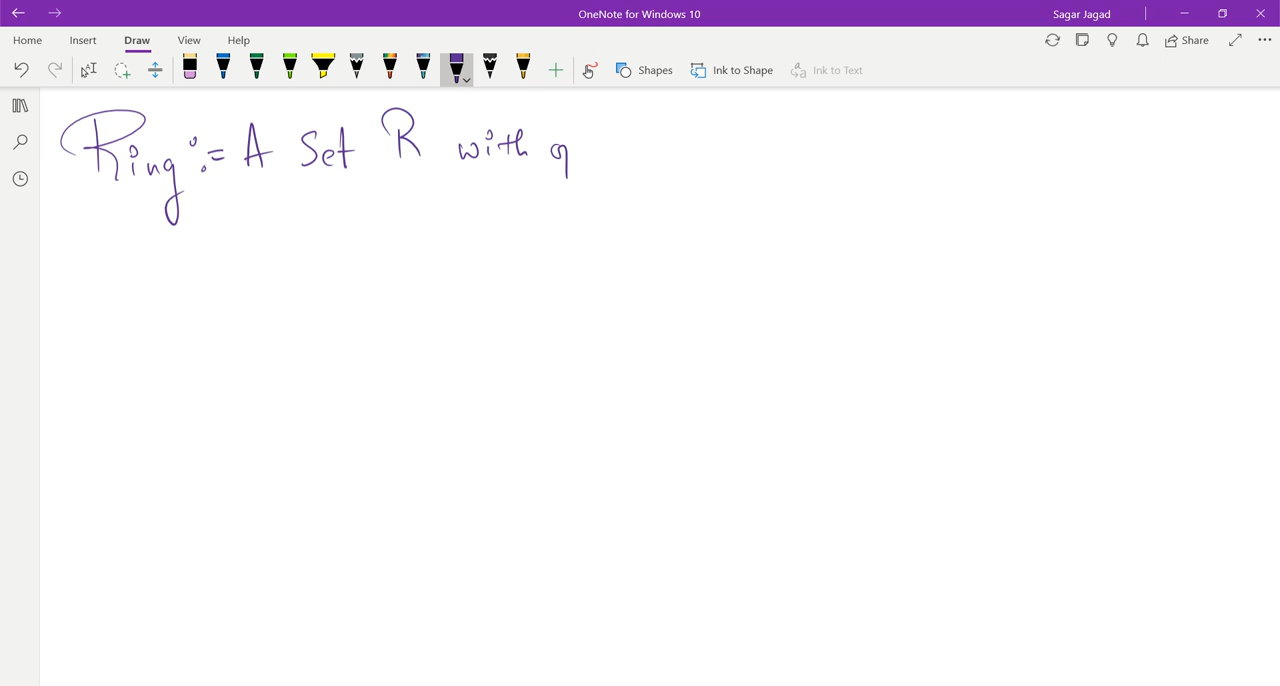 OneNote for Windows 10
Sagar Jagad
Home Insert Draw View Help
Share
Shapes Ink to Shape Ink to Text
Ring := A Set R with